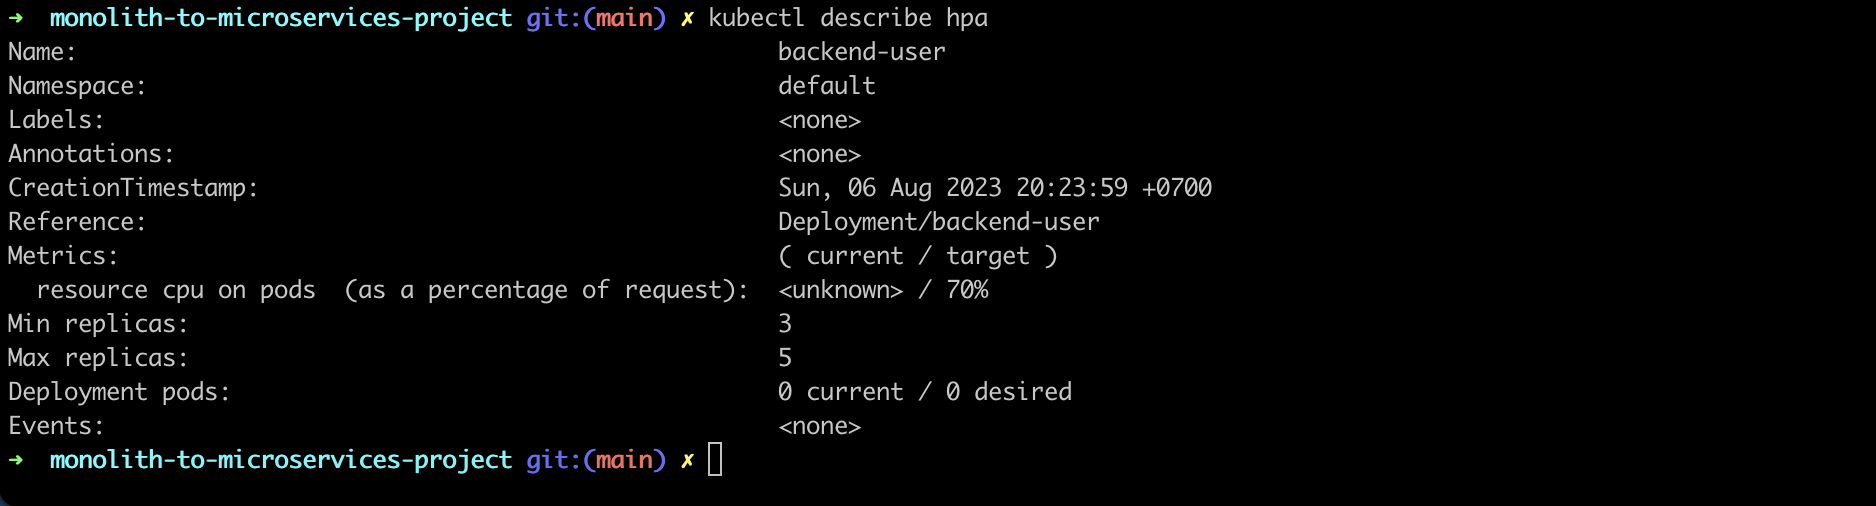 ➜ monolith-to-microservices-project git:(main) ✗ kubectl describe hpa
Name: backend-user
Namespace: default
Labels: <none>
Annotations: <none>
CreationTimestamp: Sun, 06 Aug 2023 20:23:59 +0700
Reference: Deployment/backend-user
Metrics: ( current / target )
  resource cpu on pods  (as a percentage of request): <unknown> / 70%
Min replicas: 3
Max replicas: 5
Deployment pods: 0 current / 0 desired
Events: <none>
➜ monolith-to-microservices-project git:(main) ✗